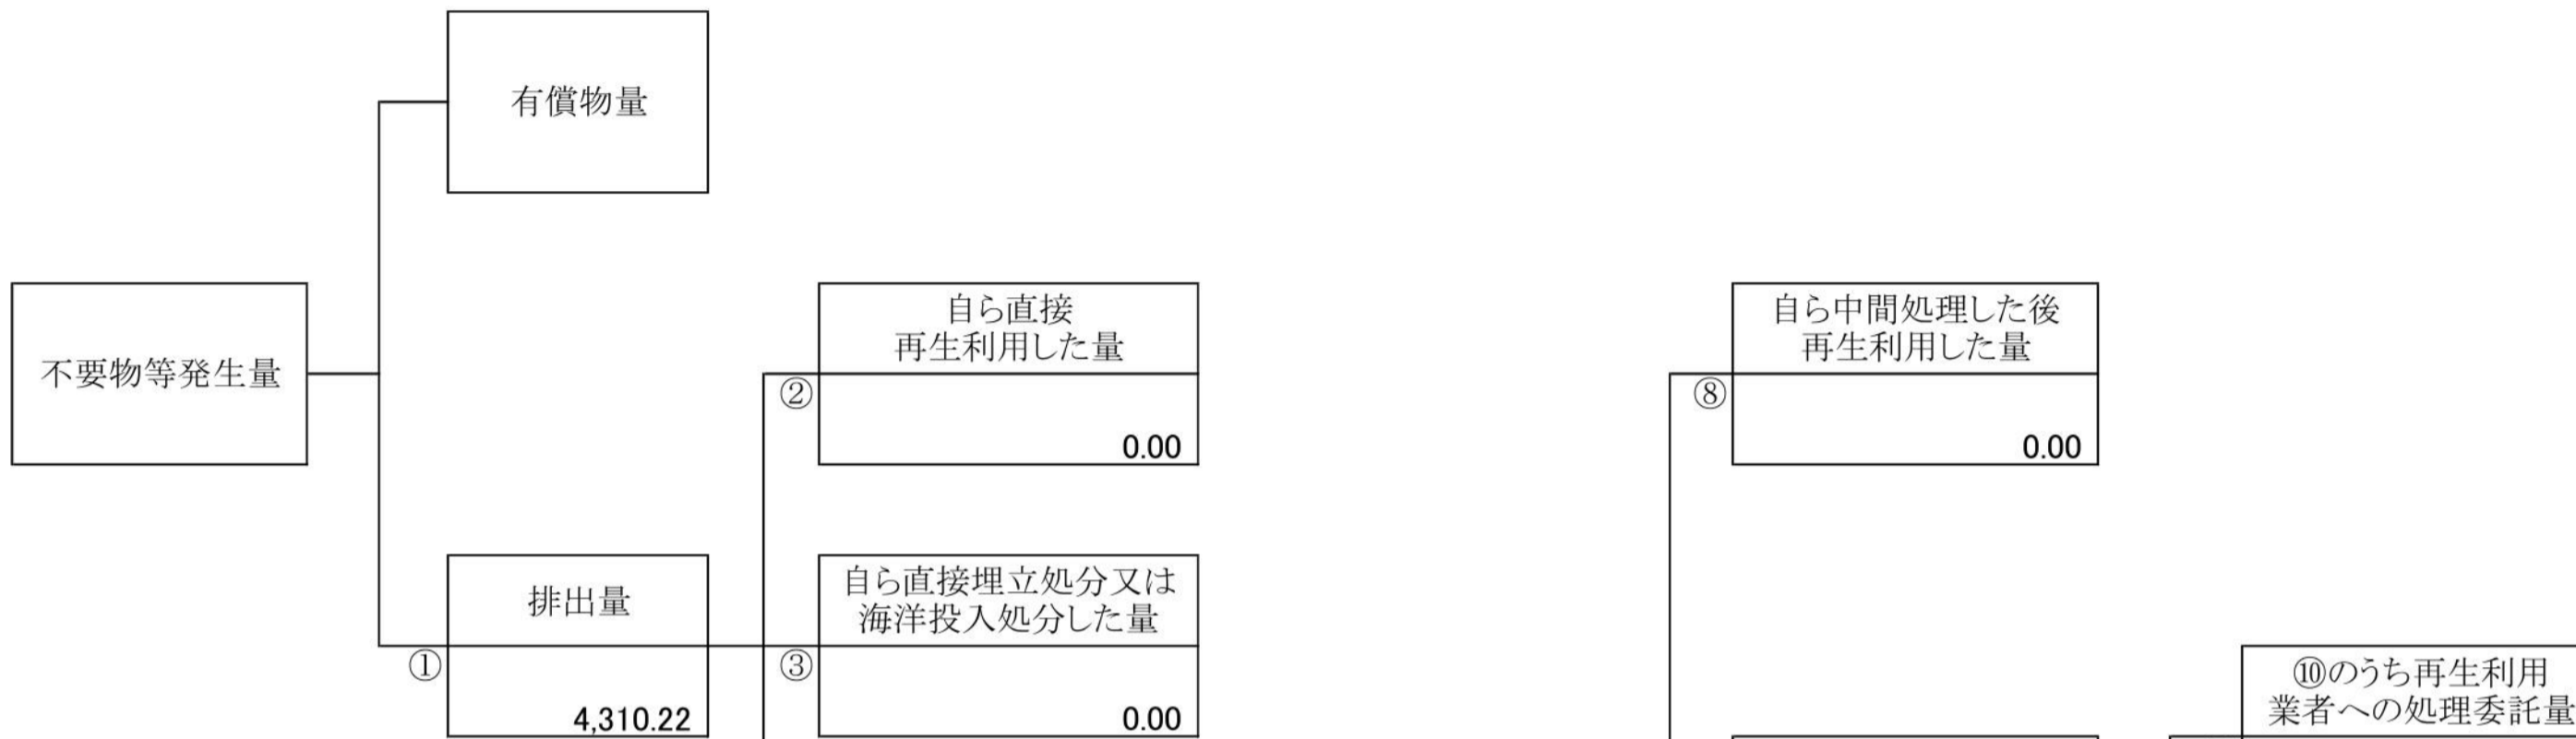 有償物量
不要物等発生量
自ら直接
再生利用した量
②
0.00
自ら中間処理した後
再生利用した量
⑧
0.00
排出量
①
4,310.22
自ら直接埋立処分又は
海洋投入処分した量
③
0.00
⑩のうち再生利用
業者への処理委託量